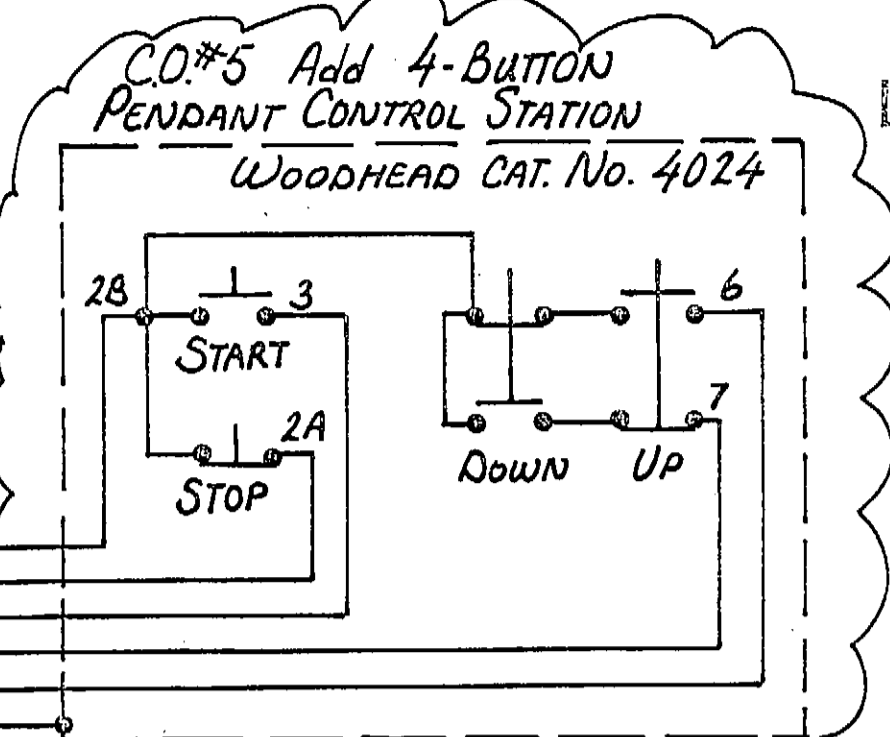 C.O.#5 Add 4-BUTTON
PENDANT CONTROL STATION
WOODHEAD CAT. No. 4024
2B 3 6
START
2A 7
STOP DOWN UP